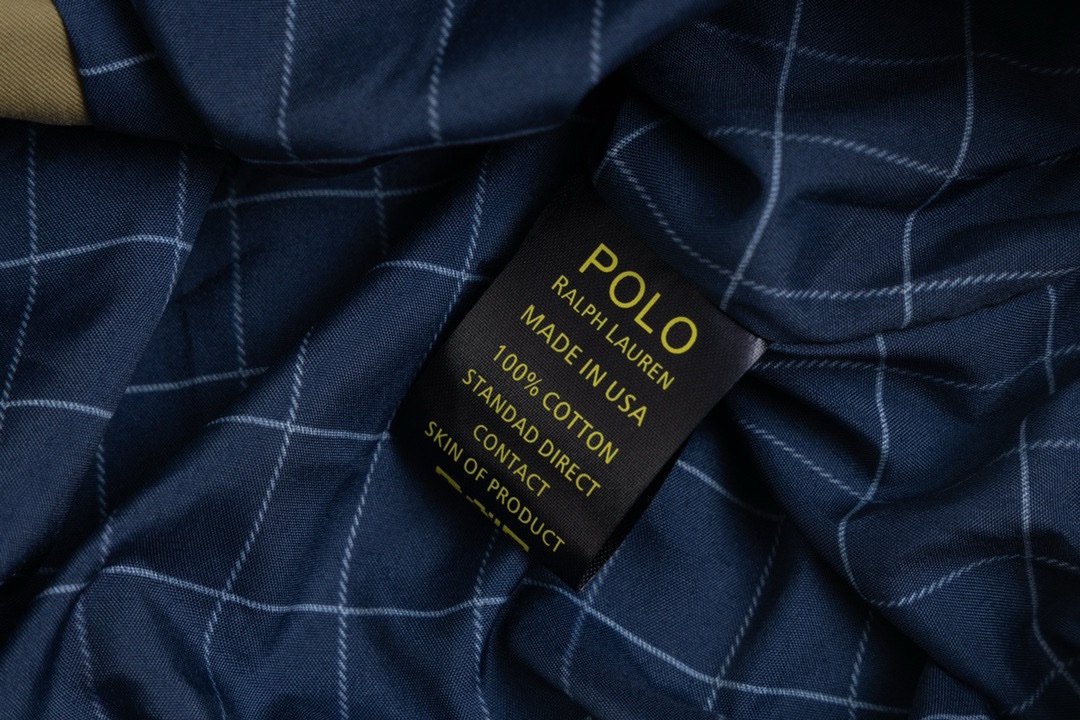 POLO
RALPH LAUREN
MADE IN USA
100% COTTON
STANDAD DIRECT
CONTACT
SKIN OF PRODUCT